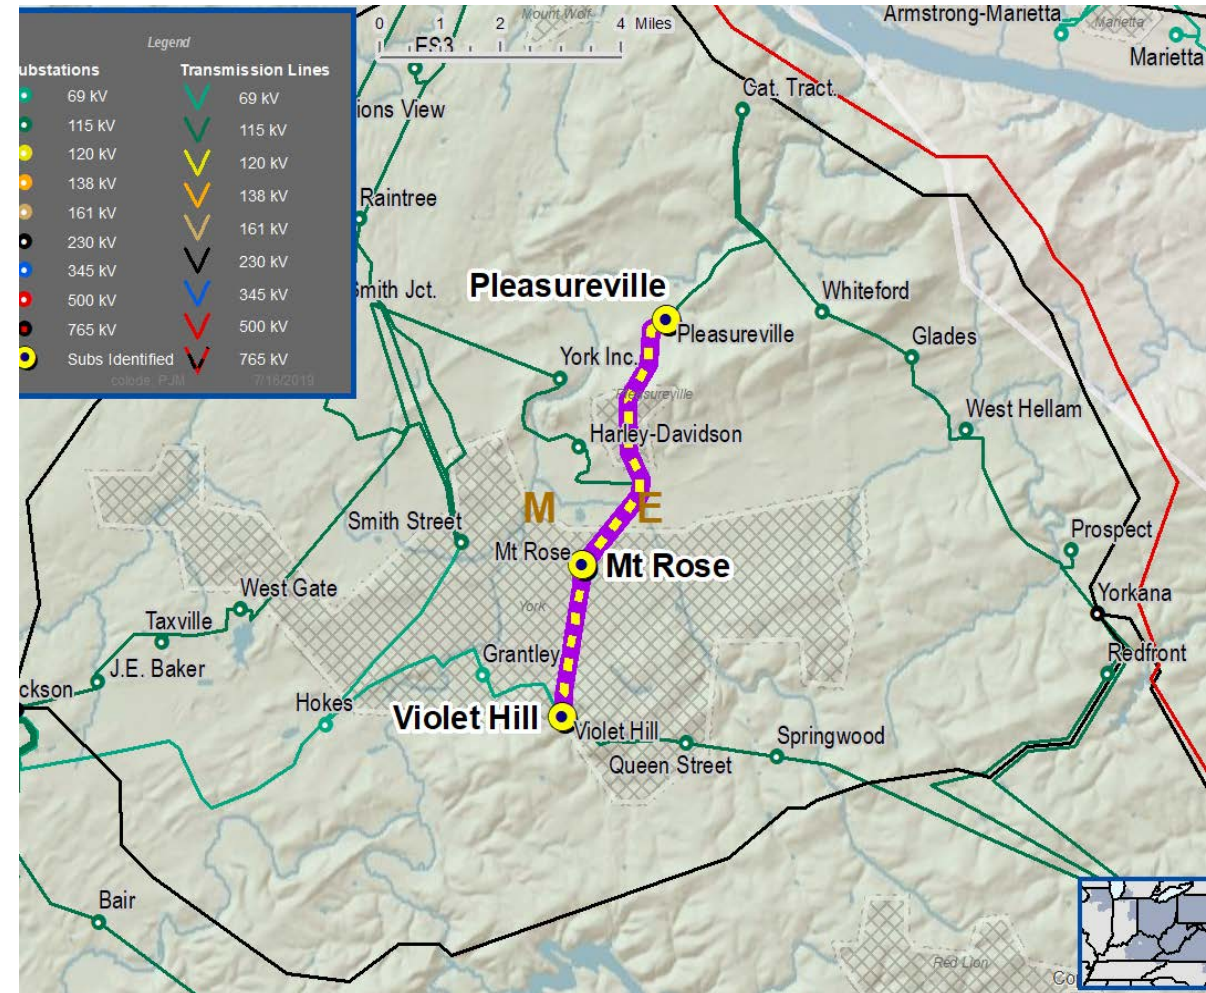 Legend
ubstations
Transmission Lines
69 kV
69 kV
115 kV
115 kV
120 kV
120 kV
138 kV
138 kV
161 kV
161 kV
230 kV
230 kV
345 kV
345 kV
500 kV
500 kV
765 kV
765 kV
Subs Identified
PJM
7/16/2019
0 1 2 4 Miles
Mount Wolf
Armstrong-Marietta
Marietta
Marietta
ions View
Cat. Tract.
Raintree
Smith Jct.
Pleasureville
Pleasureville
Whiteford
Glades
York Inc.
Pleasureville
West Hellam
Harley-Davidson
M E
Smith Street
Mt Rose
Mt Rose
Prospect
Yorkana
West Gate
York
Taxville
Grantley
J.E. Baker
Redfront
ckson
Hokes
Violet Hill
Violet Hill
Springwood
Queen Street
Bair
Red Lion
Co